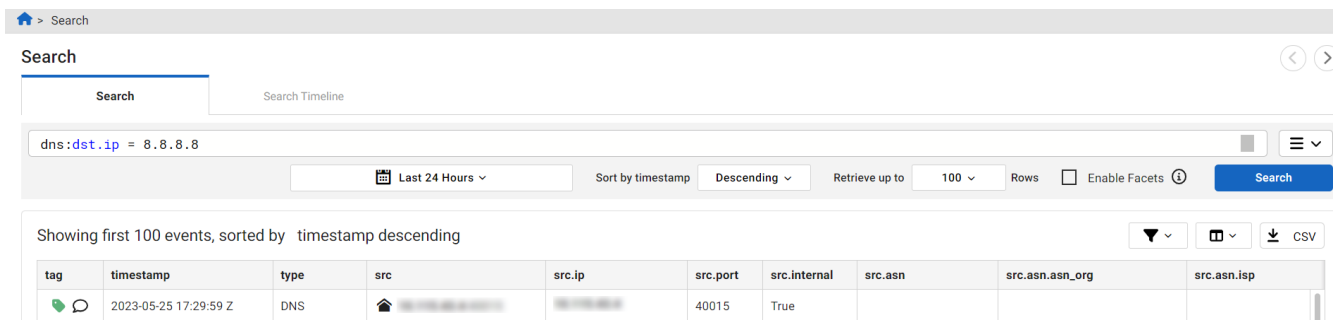 > Search
Search
Search Search Timeline
dns:dst.ip = 8.8.8.8
Last 24 Hours Sort by timestamp Descending Retrieve up to 100 Rows Enable Facets Search
Showing first 100 events, sorted by timestamp descending CSV
tag timestamp type src src.ip src.port src.internal src.asn src.asn.asn_org src.asn.isp
2023-05-25 17:29:59 Z DNS 40015 True